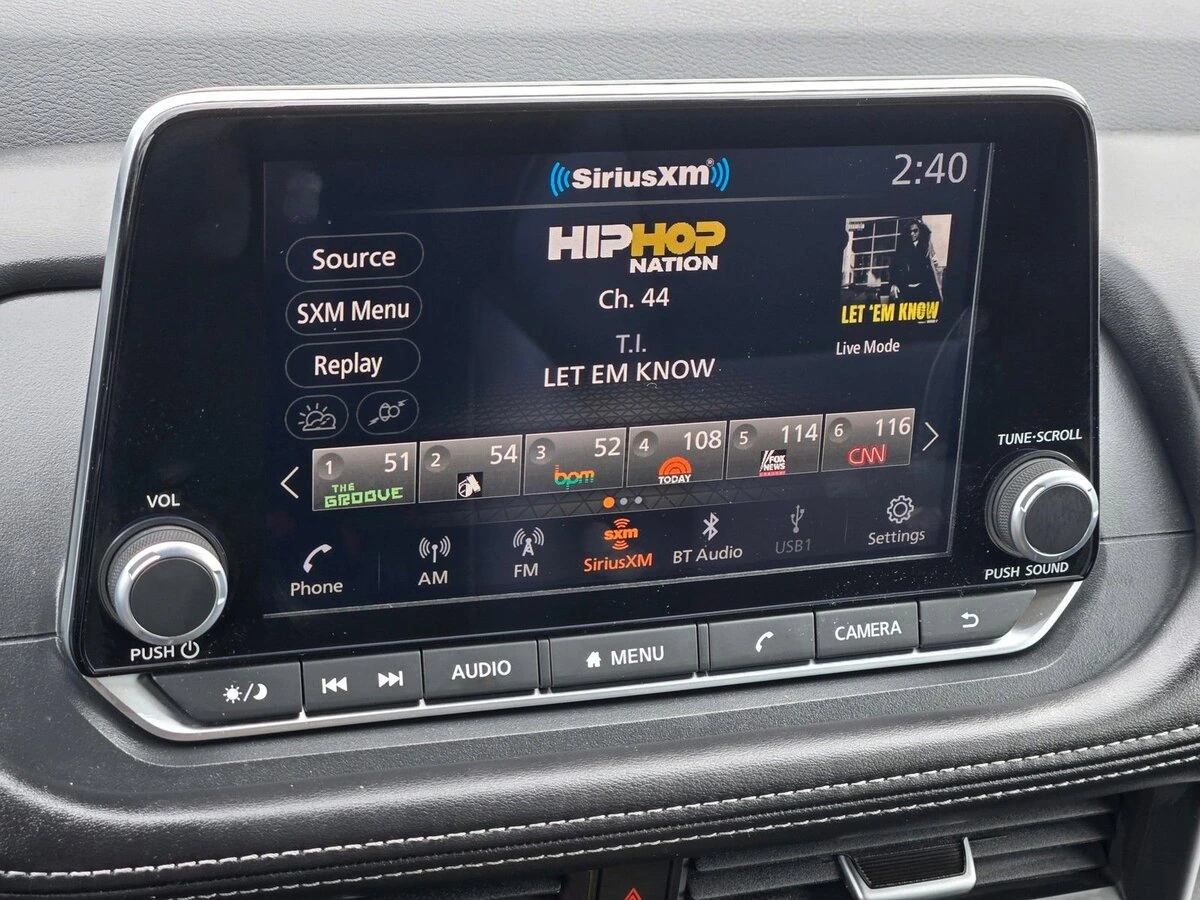 SiriusXM®
2:40
Source
SXM Menu
Replay
HIPHOP
NATION
Ch. 44
T.I.
LET EM KNOW
LET 'EM KNOW
Live Mode
1 51
THE
GROOVE
2 54
3 52
bpm
4 108
TODAY
5 114
FOX
NEWS
6 116
CNN
Phone
AM
FM
sxm
SiriusXM
BT Audio
USB1
Settings
VOL
PUSH
TUNE·SCROLL
PUSH SOUND
AUDIO
MENU
CAMERA